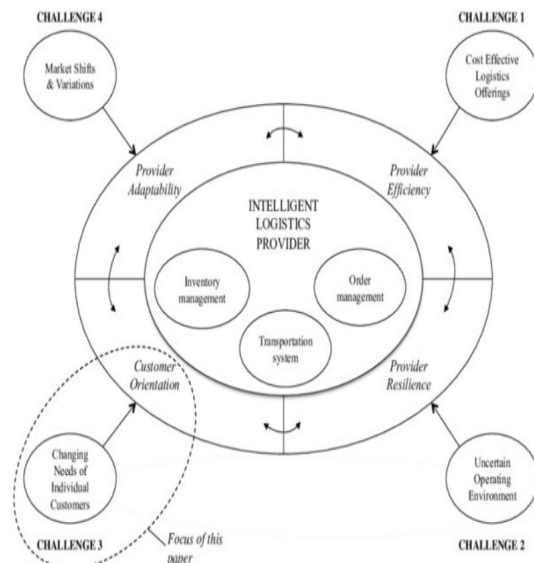 CHALLENGE 4
CHALLENGE 1
Market Shifts
& Variations
Cost Effective
Logistics
Offerings
Provider
Adaptability
Provider
Efficiency
INTELLIGENT
LOGISTICS
PROVIDER
Inventory
management
Order
management
Transportation
system
Customer
Orientation
Provider
Resilience
Changing
Needs of
Individual
Customers
Uncertain
Operating
Environment
CHALLENGE 3
Focus of this
paper
CHALLENGE 2